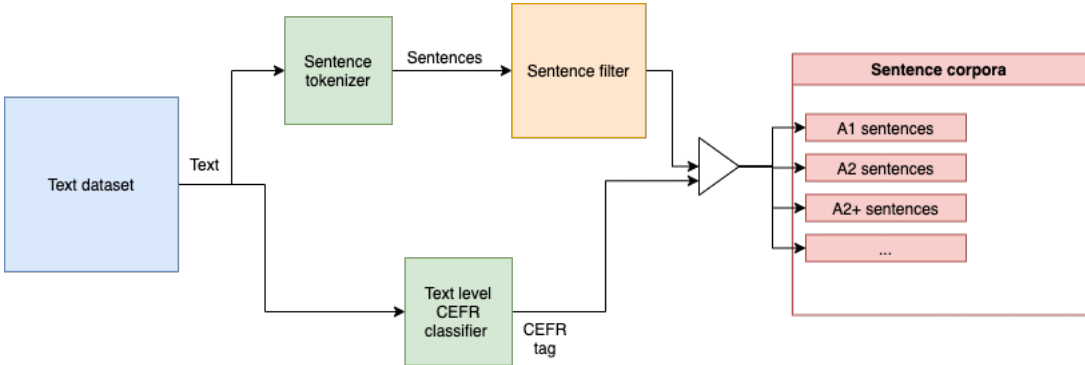 Text dataset
Text
Sentence
tokenizer
Sentences
Sentence filter
Text level
CEFR
classifier
CEFR
tag
Sentence corpora
A1 sentences
A2 sentences
A2+ sentences
...